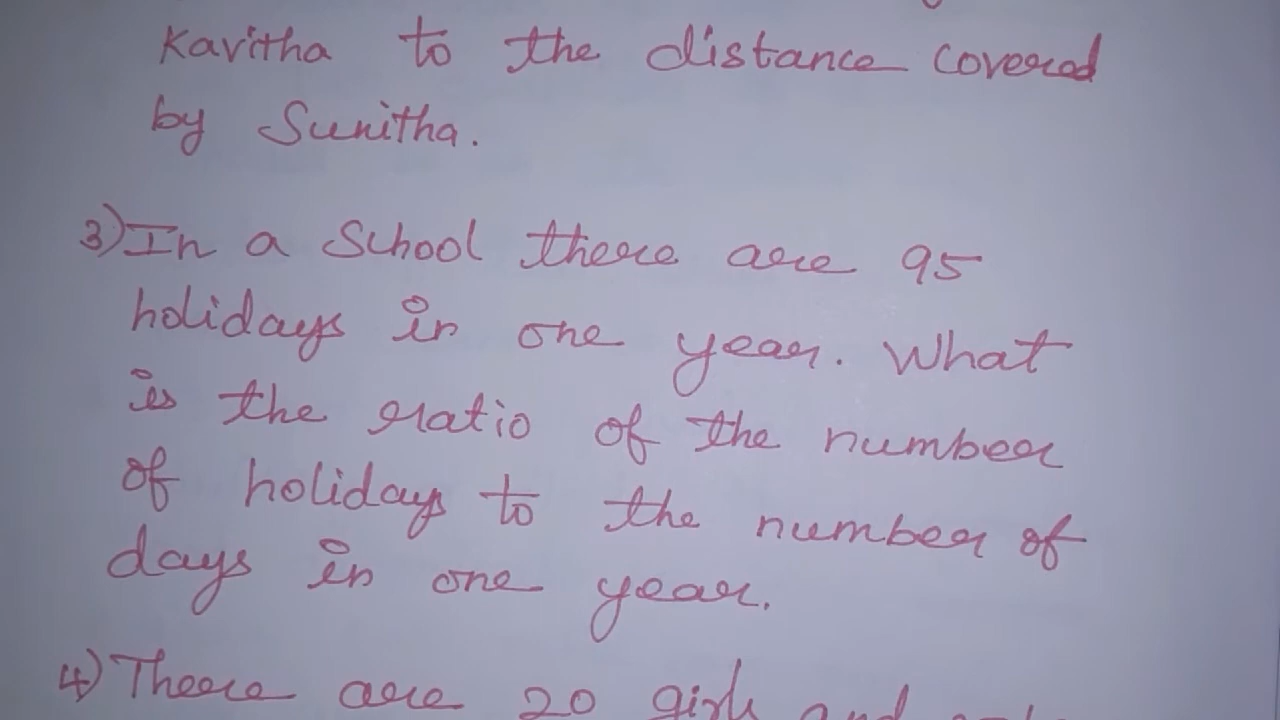 Kavitha to the distance covered
by Sunitha.
3) In a School there are 95
holidays in one year. What
is the ratio of the number
of holidays to the number of
days in one year.
4) There are 20 girls and